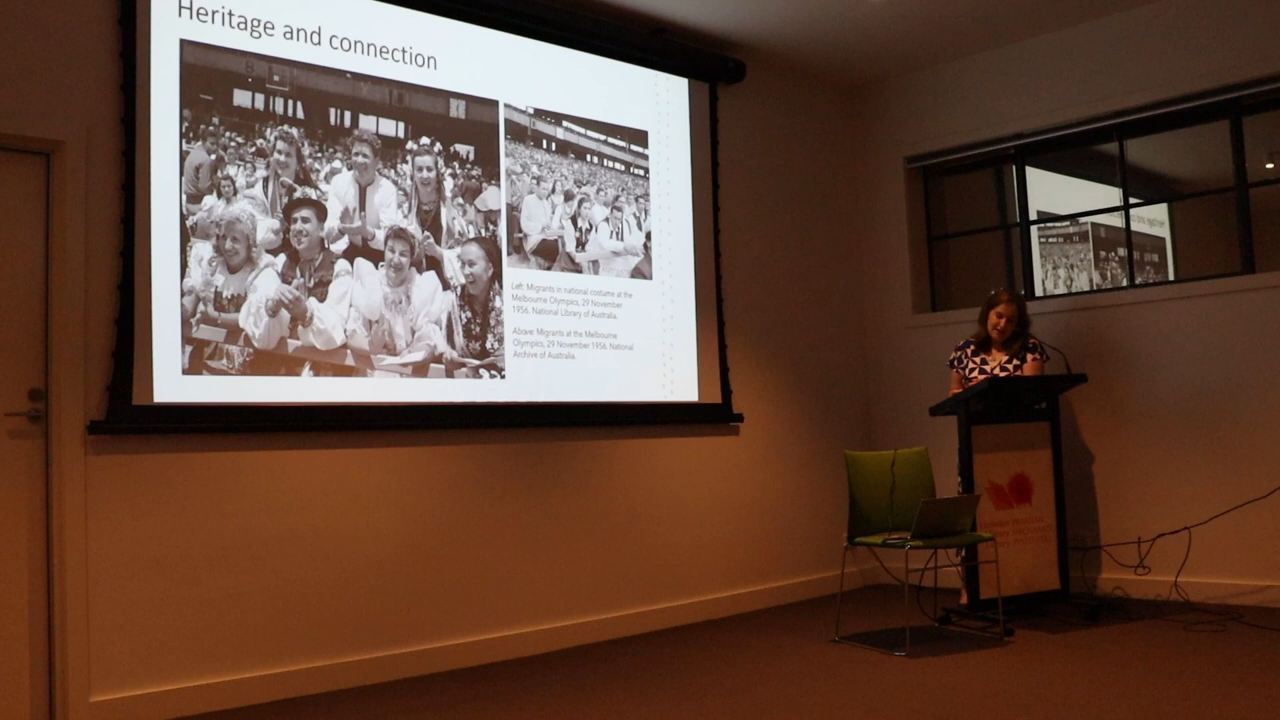 Heritage and connection
Left: Migrants in national costume at the
Melbourne Olympics, 29 November
1956. National Library of Australia.
Above: Migrants at the Melbourne
Olympics, 29 November 1956. National
Archive of Australia.